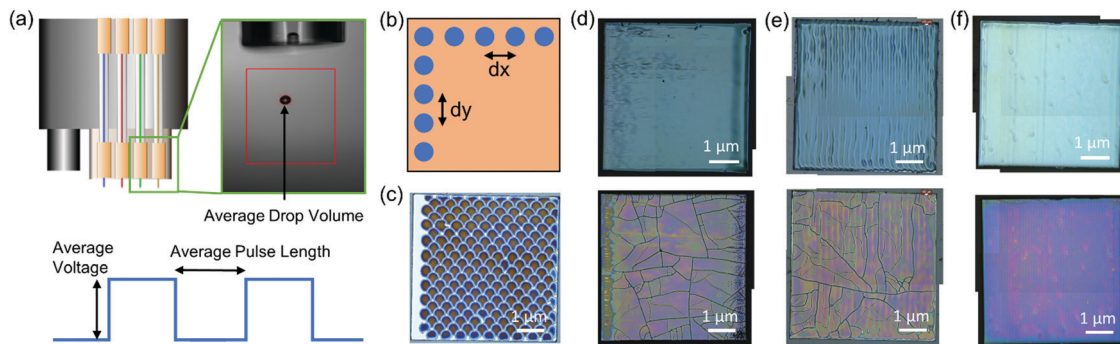 (a)
Average Drop Volume
Average
Voltage
Average Pulse Length
(b)
dx
dy
(c)
1 µm
(d)
1 µm
1 µm
(e)
1 µm
1 µm
(f)
1 µm
1 µm